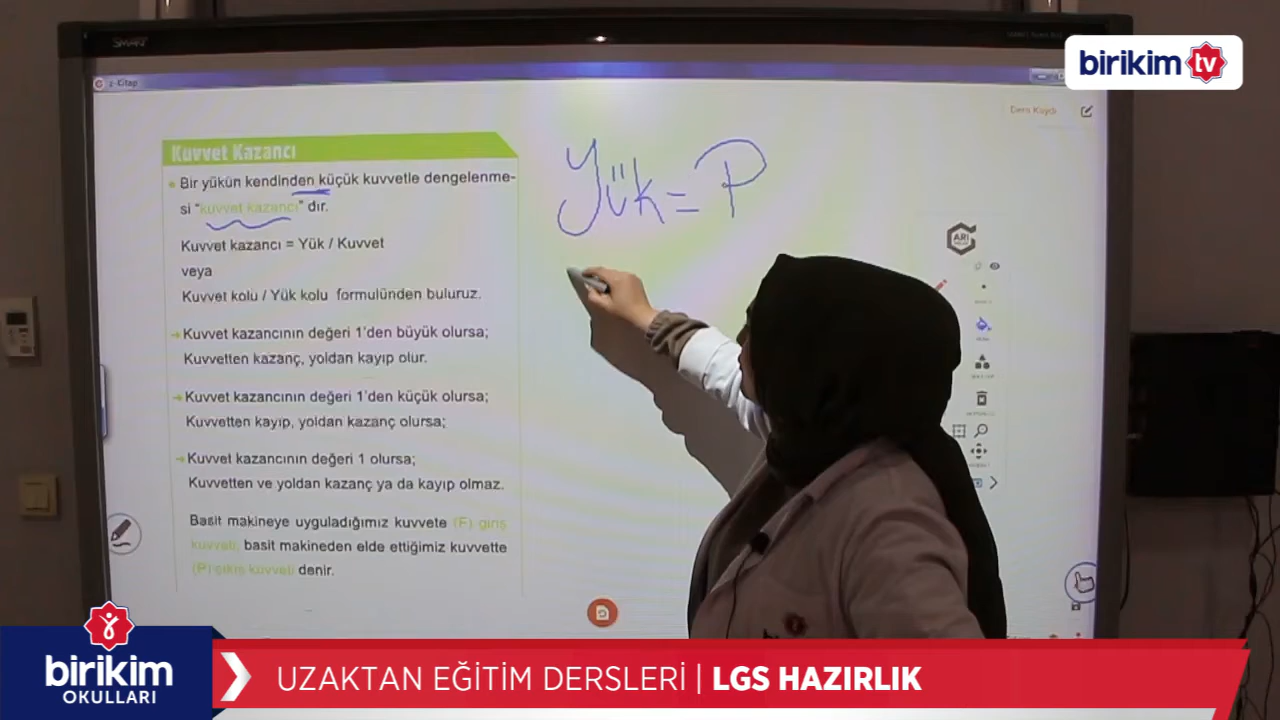 SMART
birikim tv
e-Kitap
Ders Kaydı
Kuvvet Kazancı
Bir yükün kendinden küçük kuvvetle dengelenme-
si "kuvvet kazancı" dır.
Kuvvet kazancı = Yük / Kuvvet
veya
Kuvvet kolu / Yük kolu formulünden buluruz.
Kuvvet kazancının değeri 1'den büyük olursa;
Kuvvetten kazanç, yoldan kayıp olur.
Kuvvet kazancının değeri 1'den küçük olursa;
Kuvvetten kayıp, yoldan kazanç olursa;
Kuvvet kazancının değeri 1 olursa;
Kuvvetten ve yoldan kazanç ya da kayıp olmaz.
Basit makineye uyguladığımız kuvvete (F) giriş
kuvveti, basit makineden elde ettiğimiz kuvvette
(P) çıkış kuvveti denir.
Yük = P
ARI
birikim
OKULLARI
UZAKTAN EĞİTİM DERSLERİ | LGS HAZIRLIK